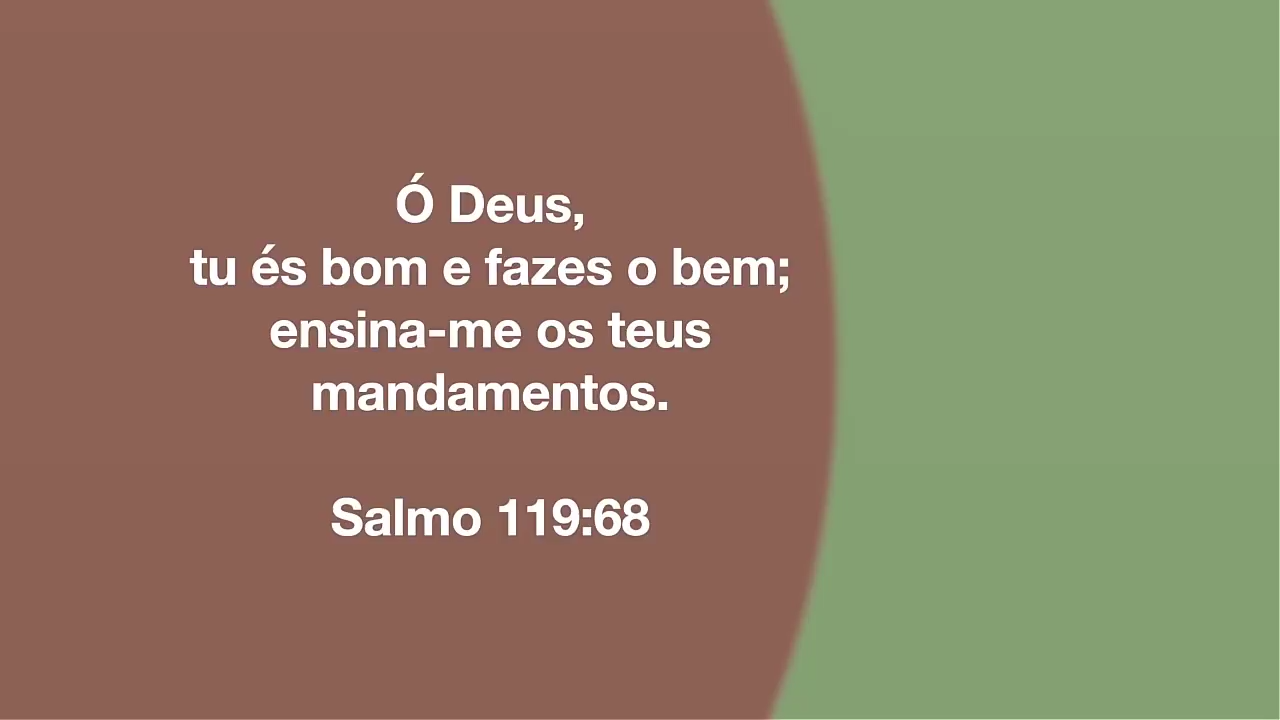 Ó Deus,
tu és bom e fazes o bem;
ensina-me os teus
mandamentos.
Salmo 119:68